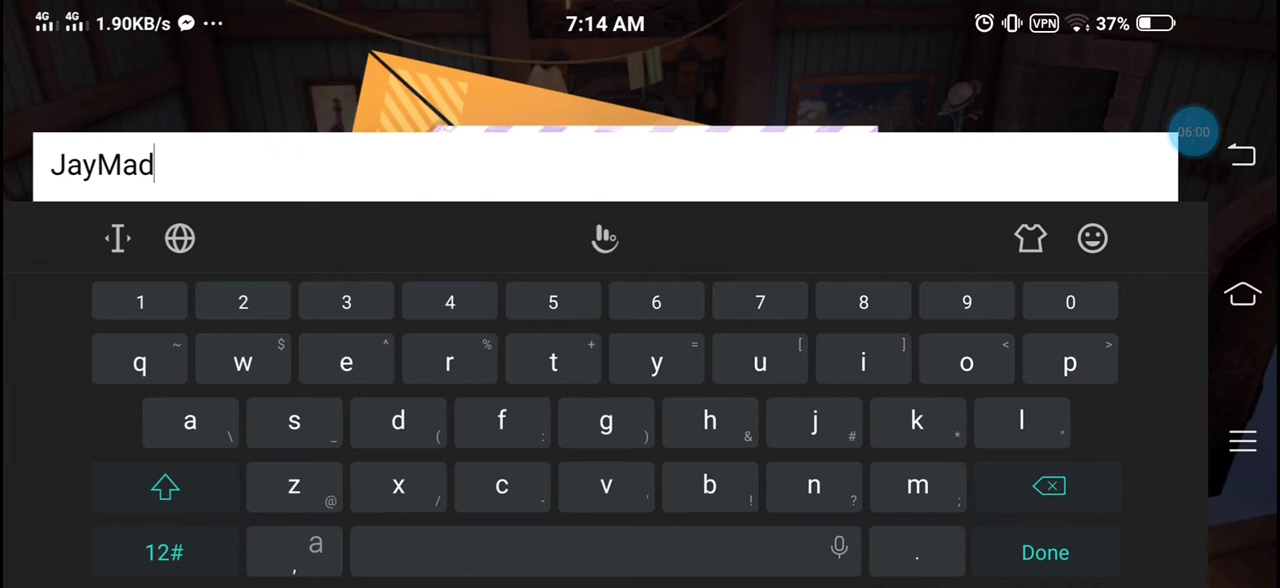 4G 4G 1.90KB/s 7:14 AM VPN 37%
06:00
JayMad
1 2 3 4 5 6 7 8 9 0
~ $ ^ % + = [ ] < >
q w e r t y u i o p
a s d f g h j k l
\ _ ( : ) & # * "
z x c v b n m
@ / - ' ! ? ;
12# a , . Done